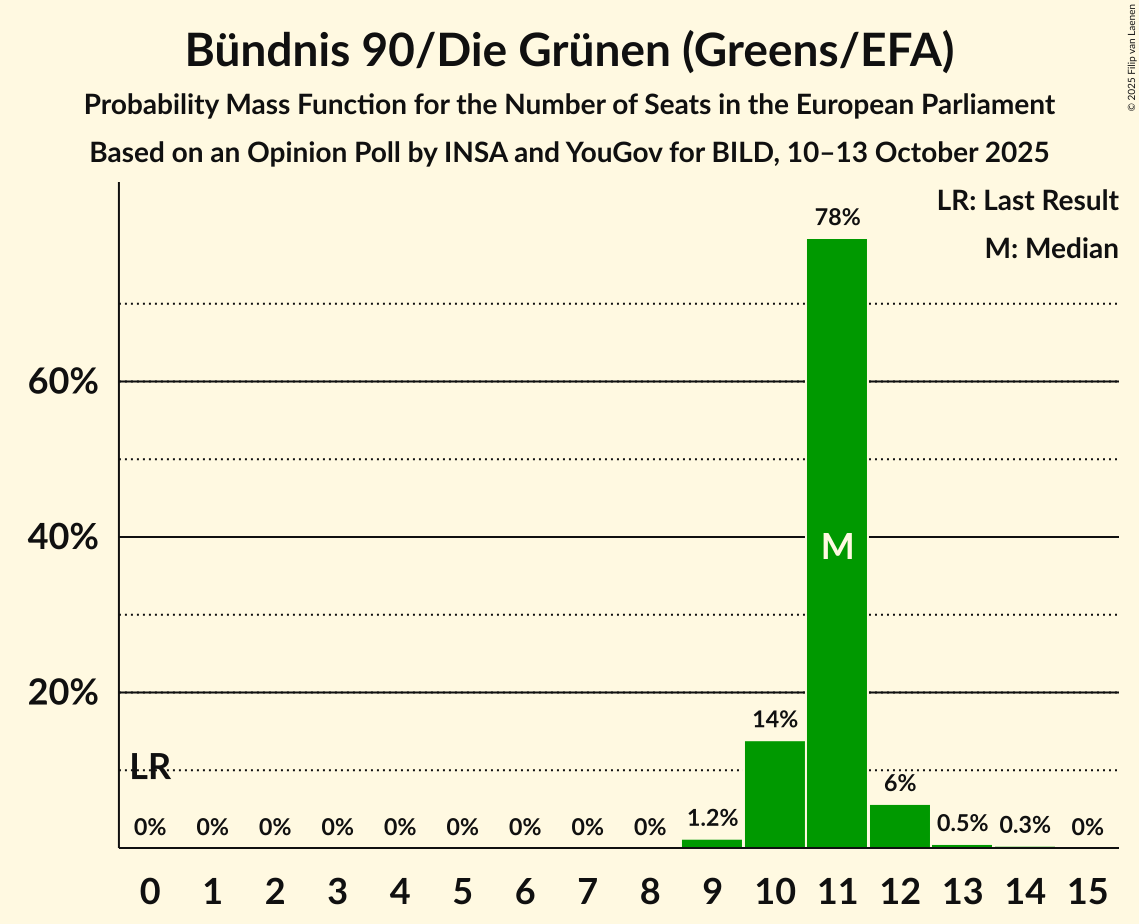 Bündnis 90/Die Grünen (Greens/EFA)
Probability Mass Function for the Number of Seats in the European Parliament
Based on an Opinion Poll by INSA and YouGov for BILD, 10–13 October 2025
© 2025 Filip van Laenen
LR: Last Result
M: Median
78%
60%
40%
M
20%
14%
LR
6%
0% 0% 0% 0% 0% 0% 0% 0% 0% 1.2% 0.5% 0.3% 0%
0 1 2 3 4 5 6 7 8 9 10 11 12 13 14 15